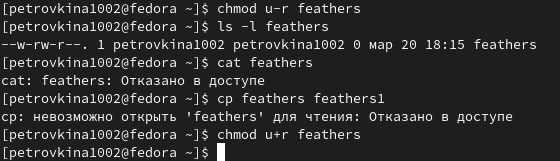 [petrovkina1002@fedora ~]$ chmod u-r feathers
[petrovkina1002@fedora ~]$ ls -l feathers
--w-rw-r--. 1 petrovkina1002 petrovkina1002 0 мар 20 18:15 feathers
[petrovkina1002@fedora ~]$ cat feathers
cat: feathers: Отказано в доступе
[petrovkina1002@fedora ~]$ cp feathers feathers1
cp: невозможно открыть 'feathers' для чтения: Отказано в доступе
[petrovkina1002@fedora ~]$ chmod u+r feathers
[petrovkina1002@fedora ~]$